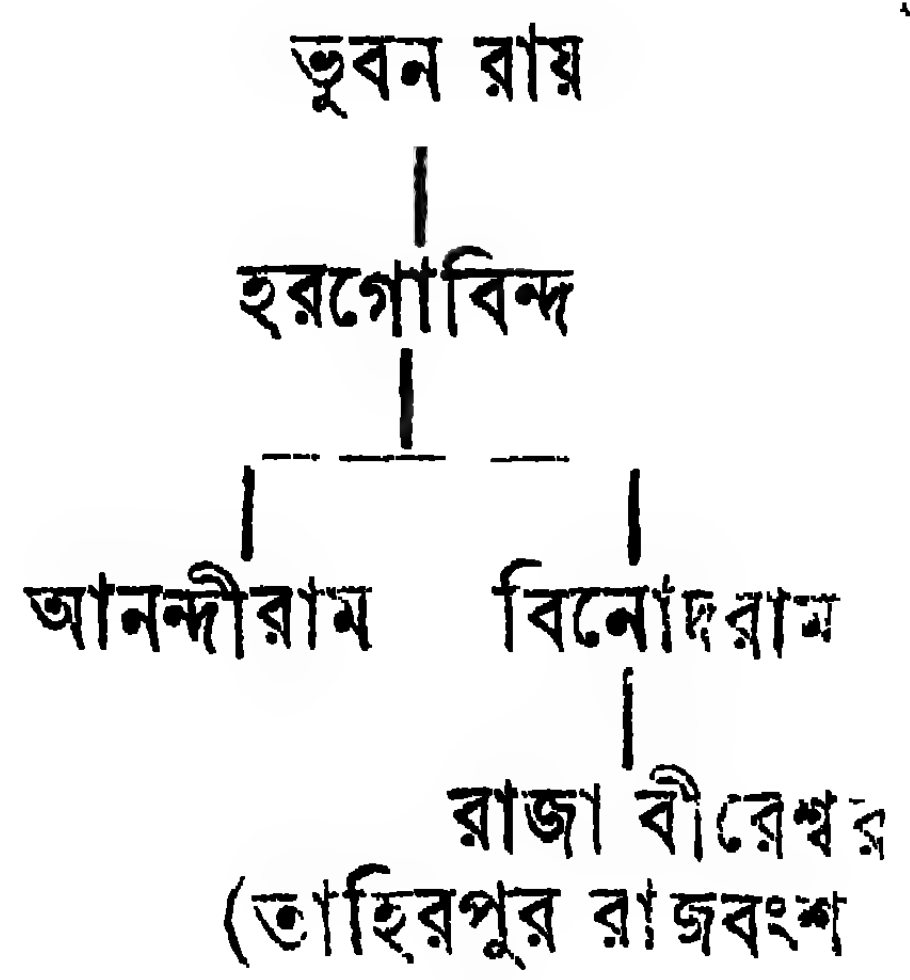 ভুবন রায়
হরগোবিন্দ
আনন্দীরাম বিনোদরাম
রাজা বীরেশ্বর
(তাহিরপুর রাজবংশ